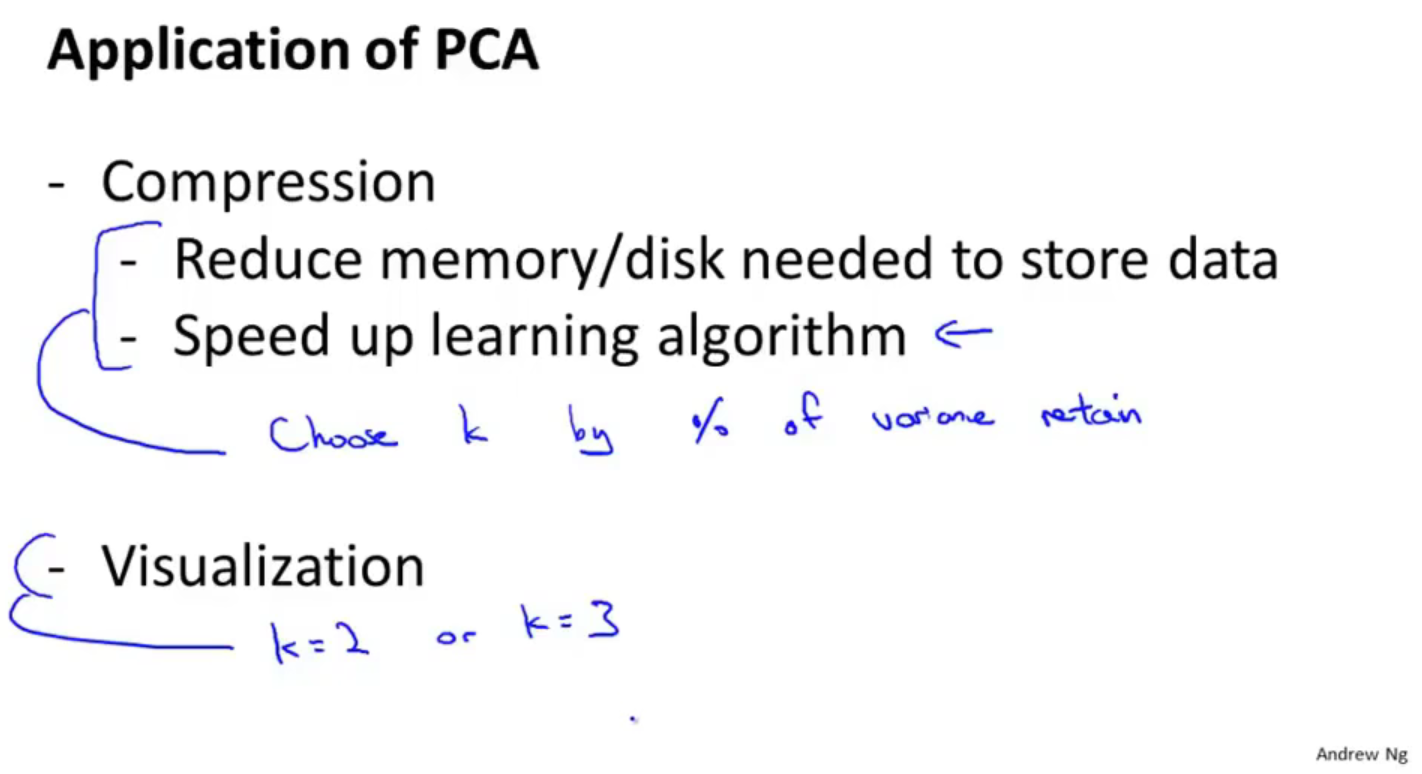 Application of PCA
- Compression
- Reduce memory/disk needed to store data
- Speed up learning algorithm ←
Choose k by % of variance retain
- Visualization
k=2 or k=3
Andrew Ng